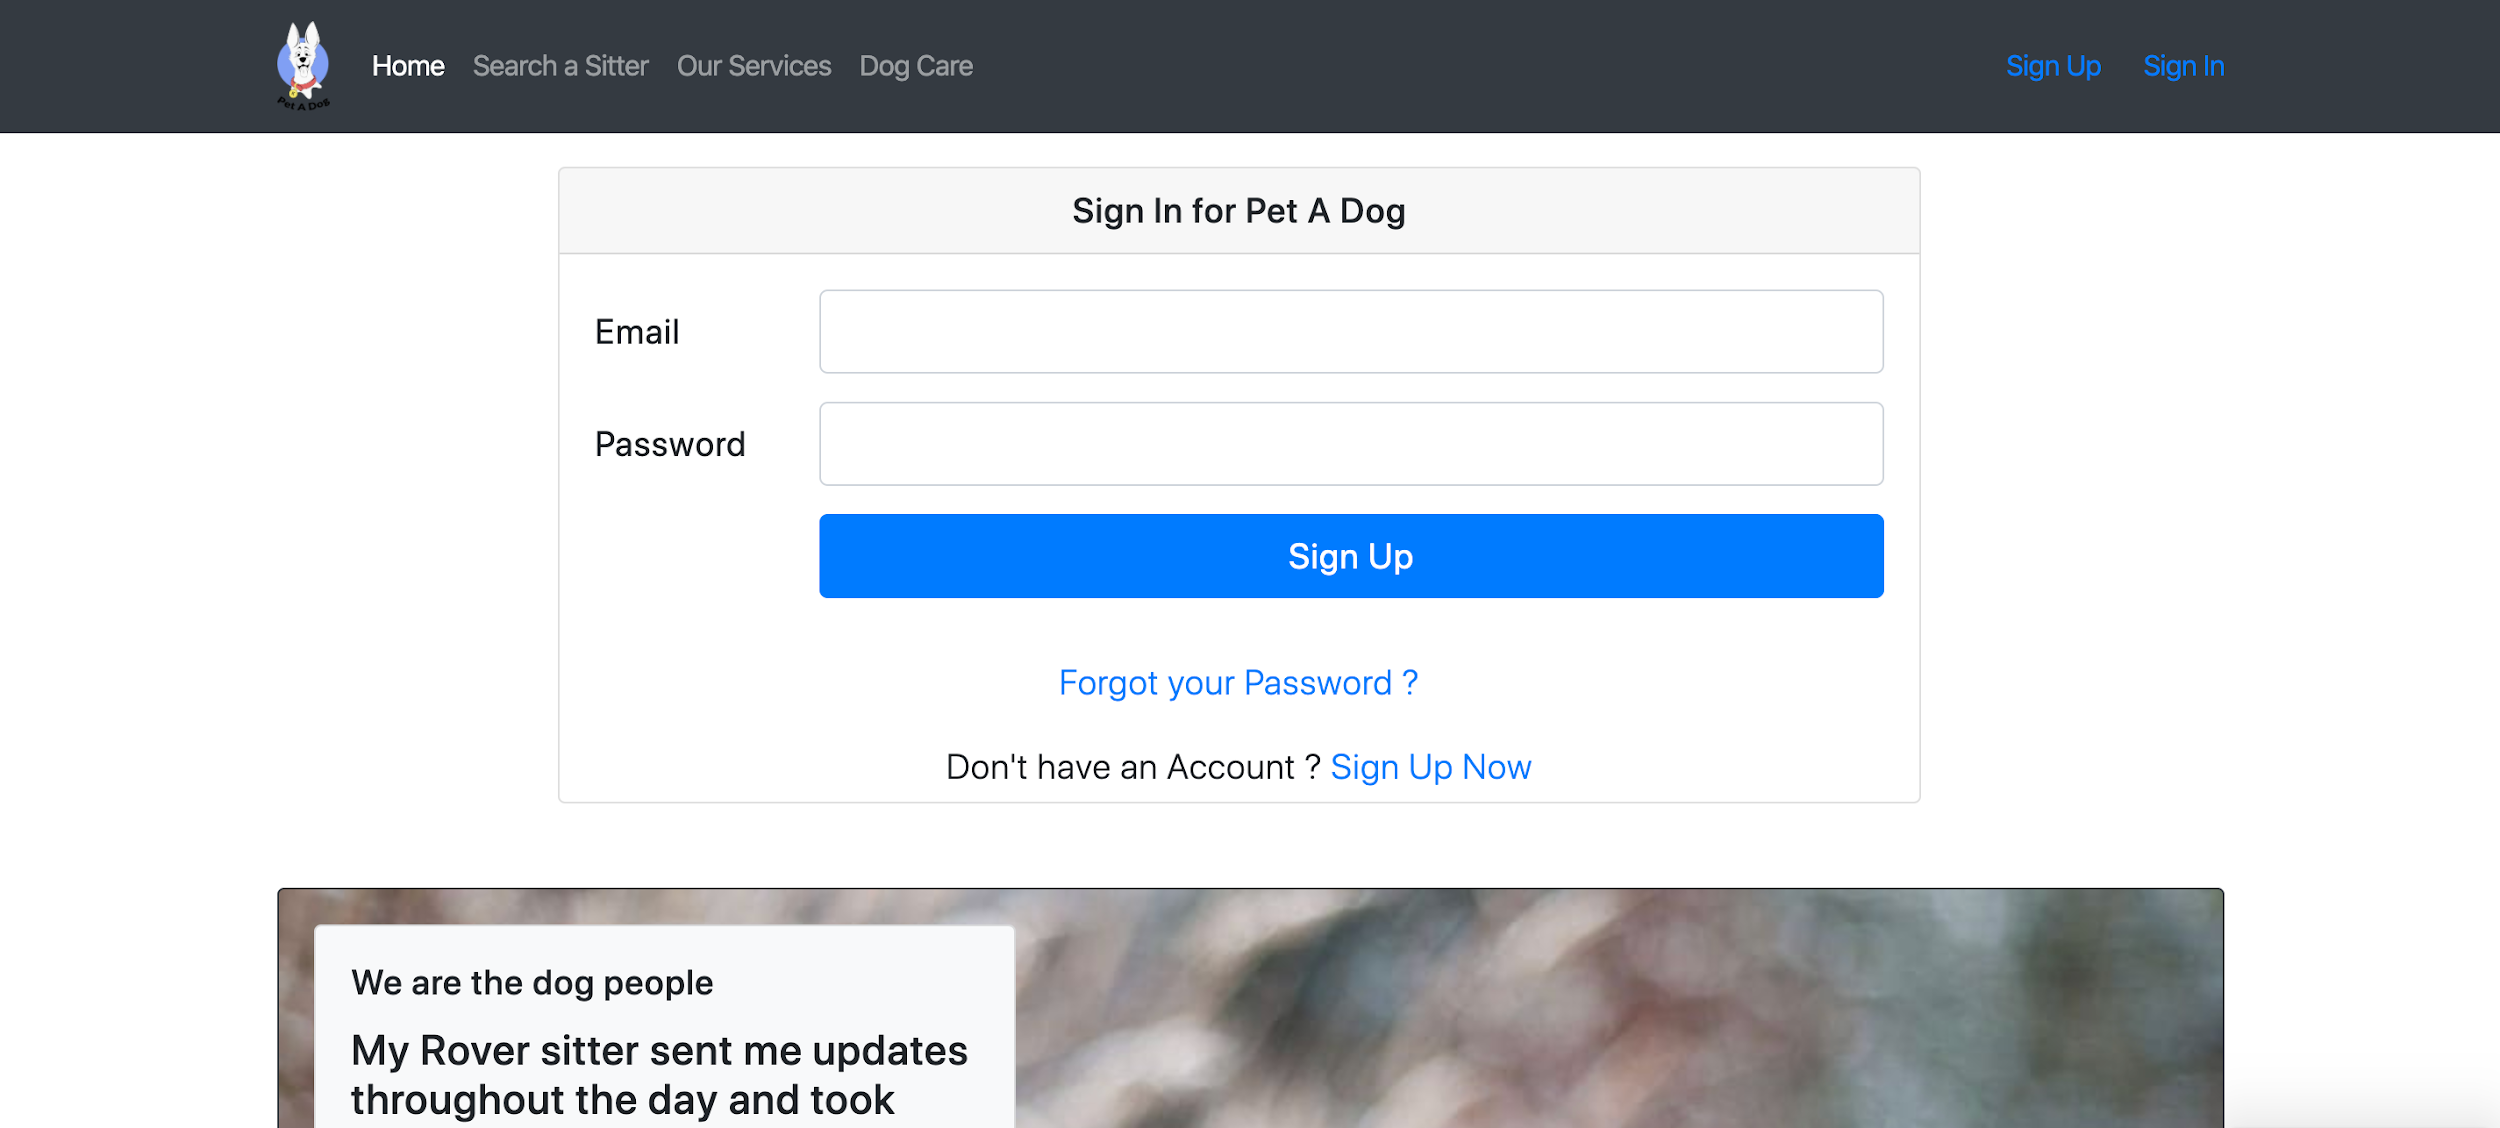 Pet A Dog
Home Search a Sitter Our Services Dog Care Sign Up Sign In
Sign In for Pet A Dog
Email
Password
Sign Up
Forgot your Password ?
Don't have an Account ? Sign Up Now
We are the dog people
My Rover sitter sent me updates
throughout the day and took